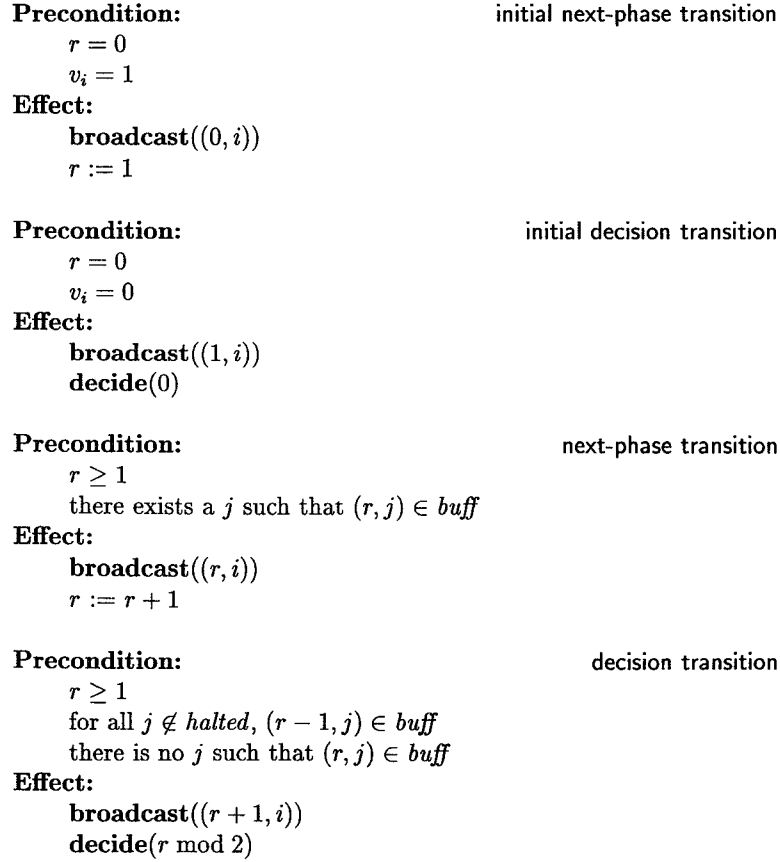 Precondition: initial next-phase transition
r = 0
v_i = 1
Effect:
broadcast((0, i))
r := 1
Precondition: initial decision transition
r = 0
v_i = 0
Effect:
broadcast((1, i))
decide(0)
Precondition: next-phase transition
r ≥ 1
there exists a j such that (r, j) ∈ buff
Effect:
broadcast((r, i))
r := r + 1
Precondition: decision transition
r ≥ 1
for all j ∉ halted, (r − 1, j) ∈ buff
there is no j such that (r, j) ∈ buff
Effect:
broadcast((r + 1, i))
decide(r mod 2)